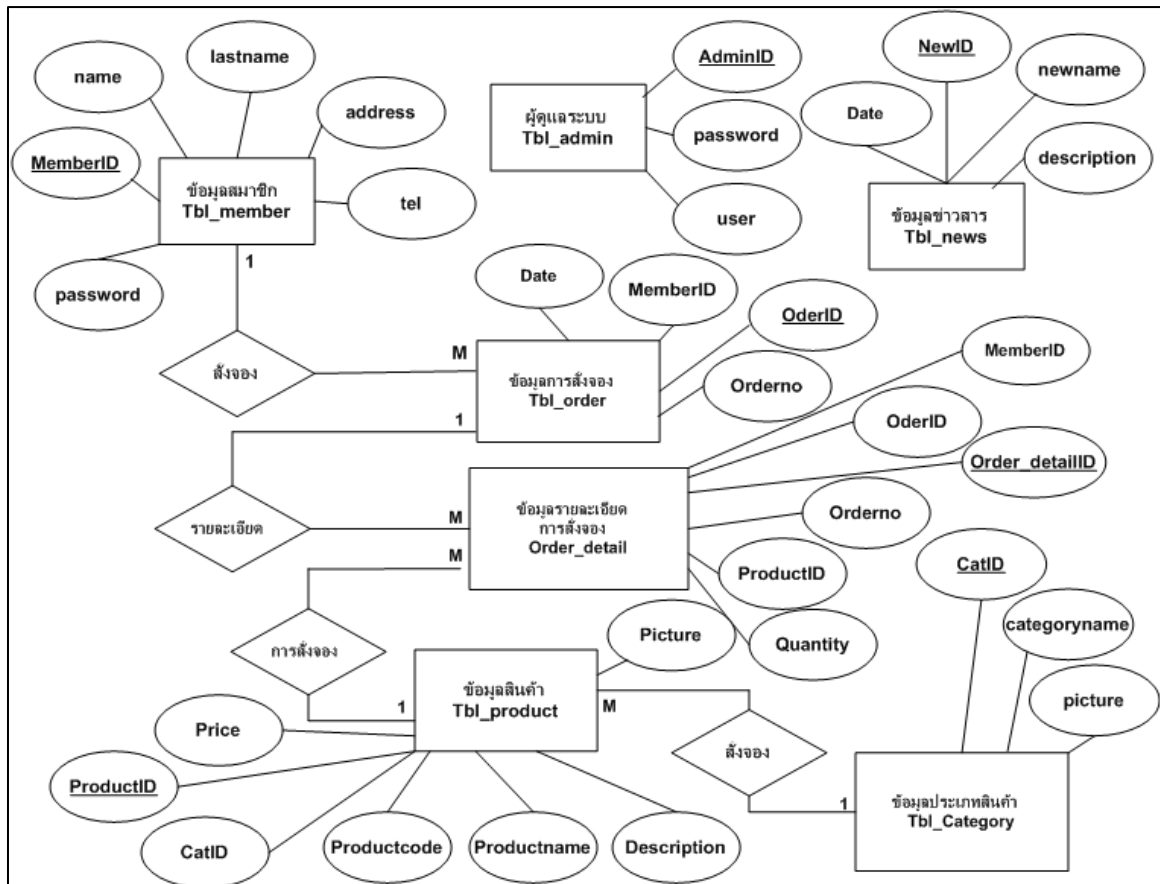 lastname
name
address
MemberID
ข้อมูลสมาชิก
Tbl_member
tel
password
1
AdminID
ผู้ดูแลระบบ
Tbl_admin
password
user
NewID
newname
Date
description
ข้อมูลข่าวสาร
Tbl_news
Date
MemberID
OderID
สั่งจอง
M
ข้อมูลการสั่งจอง
Tbl_order
Orderno
1
MemberID
OderID
Order_detailID
รายละเอียด
M
ข้อมูลรายละเอียด
การสั่งจอง
Order_detail
Orderno
M
ProductID
Quantity
CatID
categoryname
picture
การสั่งจอง
Picture
1
ข้อมูลสินค้า
Tbl_product
M
Price
ProductID
CatID
Productcode
Productname
Description
สั่งจอง
1
ข้อมูลประเภทสินค้า
Tbl_Category